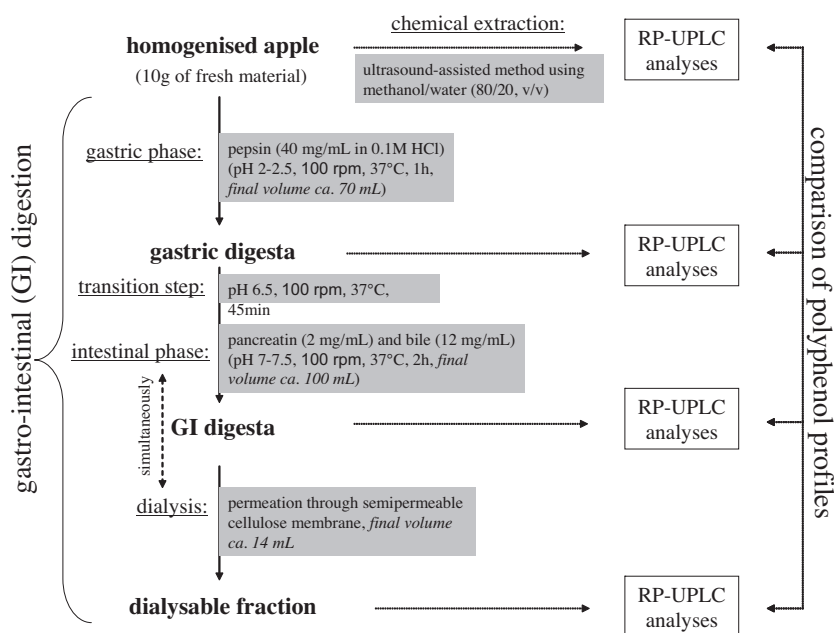 chemical extraction:
homogenised apple
(10g of fresh material)
ultrasound-assisted method using
methanol/water (80/20, v/v)
RP-UPLC
analyses
gastric phase:
pepsin (40 mg/mL in 0.1M HCl)
(pH 2-2.5, 100 rpm, 37°C, 1h,
final volume ca. 70 mL)
gastric digesta
RP-UPLC
analyses
transition step:
pH 6.5, 100 rpm, 37°C,
45min
intestinal phase:
pancreatin (2 mg/mL) and bile (12 mg/mL)
(pH 7-7.5, 100 rpm, 37°C, 2h, final
volume ca. 100 mL)
simultaneously
GI digesta
RP-UPLC
analyses
dialysis:
permeation through semipermeable
cellulose membrane, final volume
ca. 14 mL
dialysable fraction
RP-UPLC
analyses
gastro-intestinal (GI) digestion
comparison of polyphenol profiles